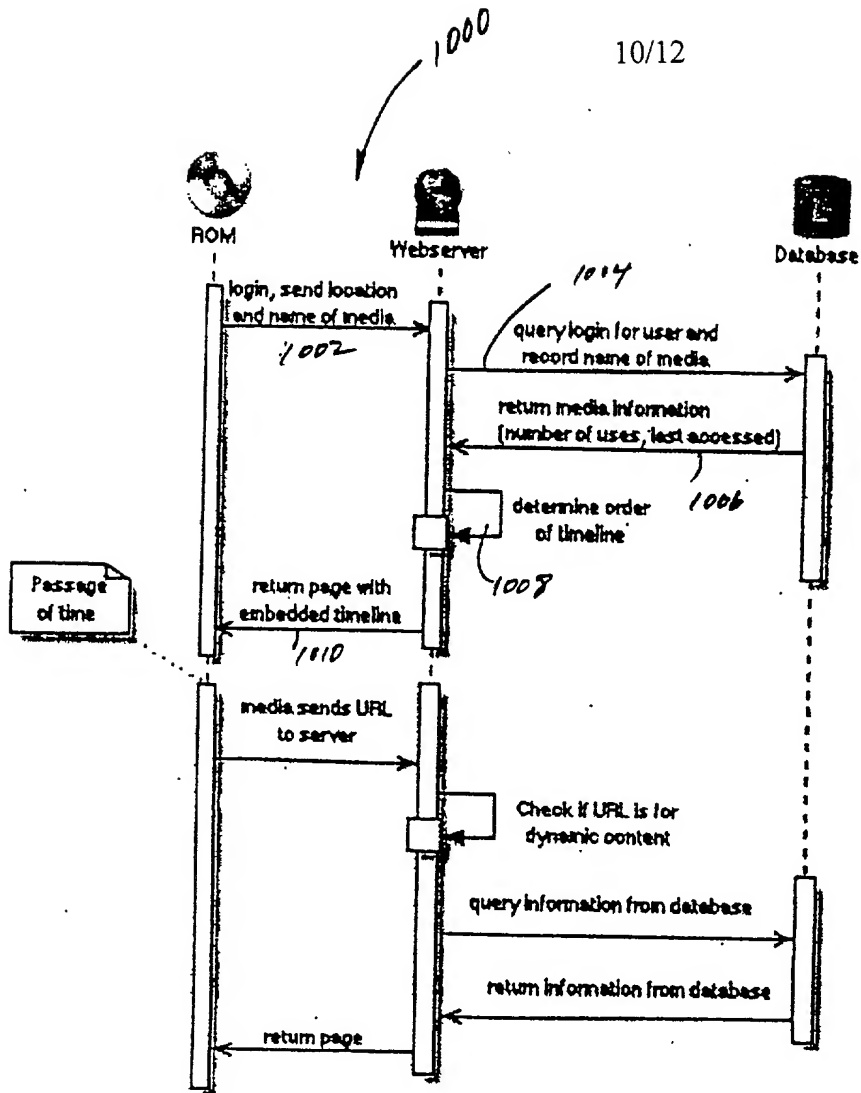 1000
10/12
ROM
Webserver
Database
login, send location
and name of media
1002
1004
query login for user and
record name of media
return media information
(number of uses, last accessed)
1006
determine order
of timeline
1008
Passage
of time
return page with
embedded timeline
1010
media sends URL
to server
Check if URL is for
dynamic content
query information from database
return information from database
return page